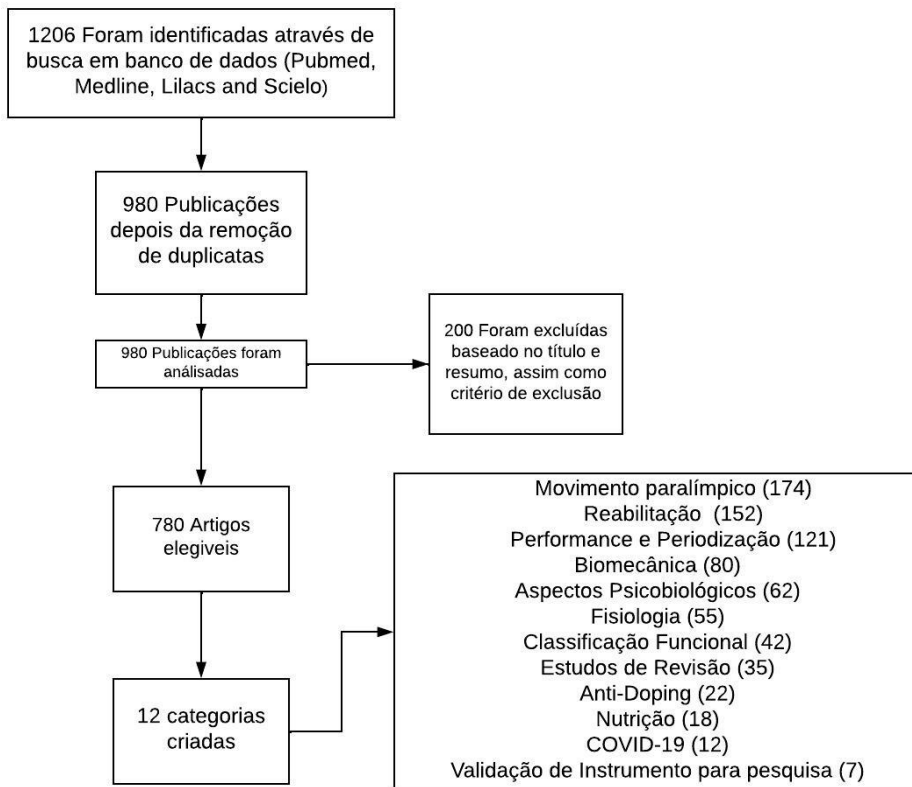 1206 Foram identificadas através de
busca em banco de dados (Pubmed,
Medline, Lilacs and Scielo)
980 Publicações
depois da remoção
de duplicatas
980 Publicações foram
análisadas
200 Foram excluídas
baseado no título e
resumo, assim como
critério de exclusão
780 Artigos
elegiveis
12 categorias
criadas
Movimento paralímpico (174)
Reabilitação (152)
Performance e Periodização (121)
Biomecânica (80)
Aspectos Psicobiológicos (62)
Fisiologia (55)
Classificação Funcional (42)
Estudos de Revisão (35)
Anti-Doping (22)
Nutrição (18)
COVID-19 (12)
Validação de Instrumento para pesquisa (7)